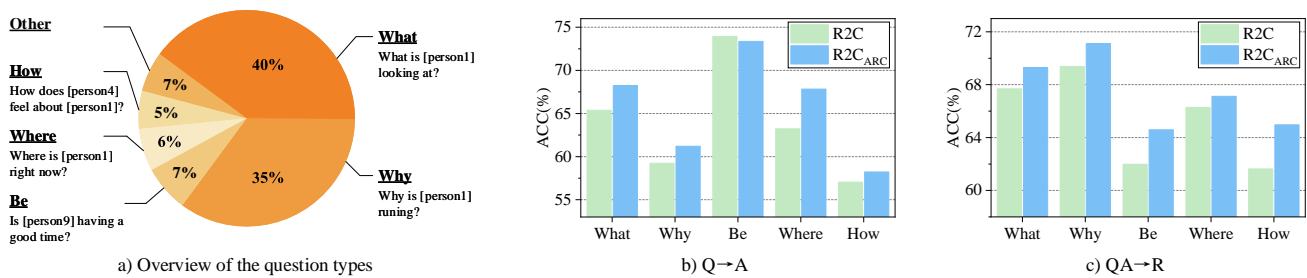 Other
How
How does [person4]
feel about [person1]?
Where
Where is [person1]
right now?
Be
Is [person9] having a
good time?
What
What is [person1]
looking at?
Why
Why is [person1]
runing?
40%
35%
7%
6%
5%
7%
a) Overview of the question types
ACC(%)
75
70
65
60
55
R2C
R2C_ARC
What Why Be Where How
b) Q→A
ACC(%)
72
68
64
60
R2C
R2C_ARC
What Why Be Where How
c) QA→R